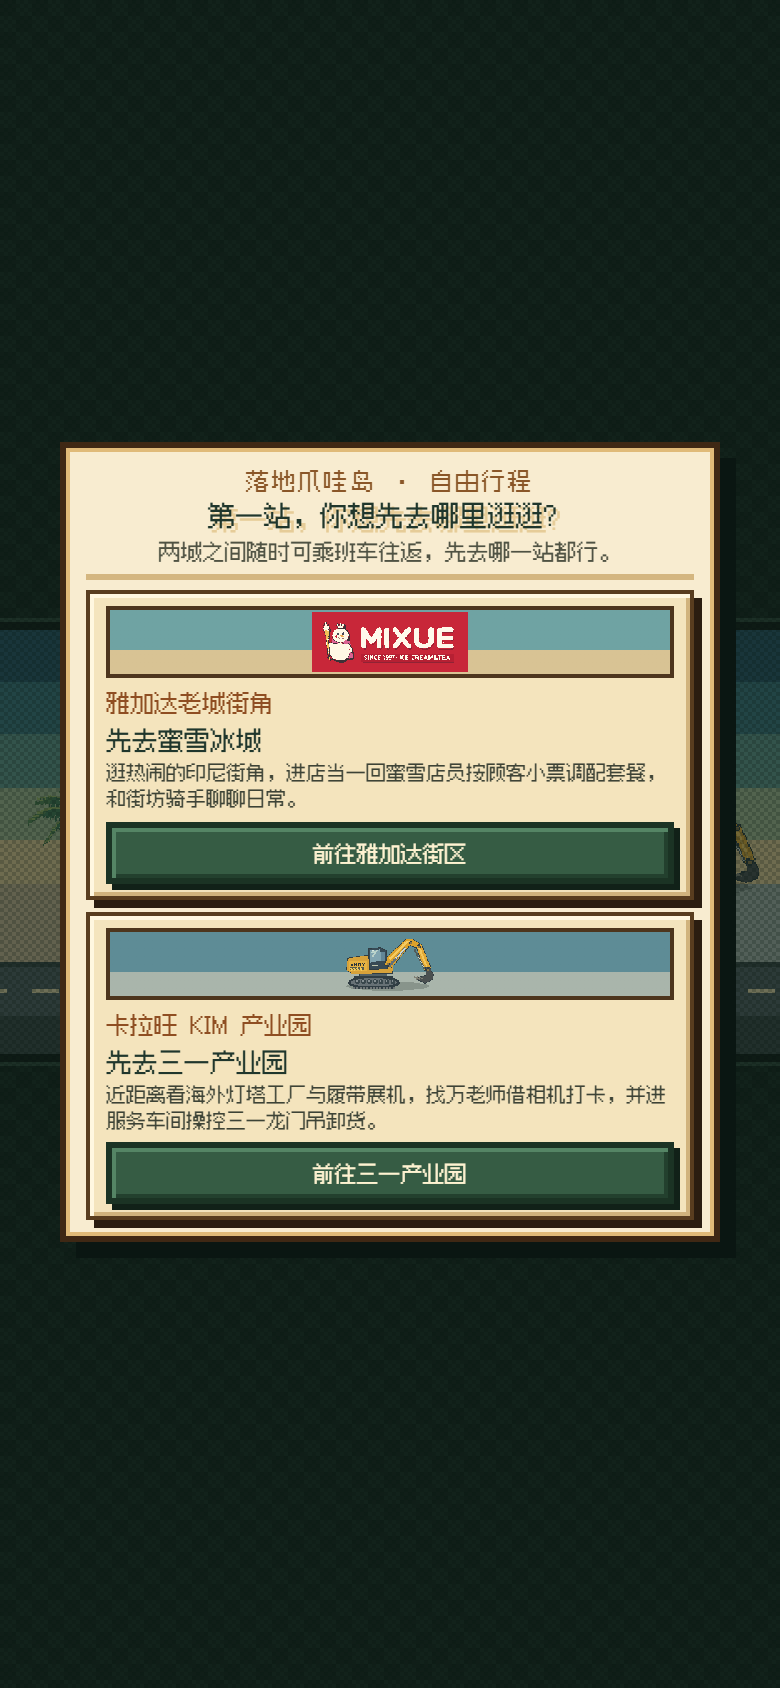 落地爪哇岛 · 自由行程
第一站，你想先去哪里逛逛？
两城之间随时可乘班车往返，先去哪一站都行。
MIXUE
SINCE 1997 · ICE CREAM & TEA
雅加达老城街角
先去蜜雪冰城
逛热闹的印尼街角，进店当一回蜜雪店员按顾客小票调配套餐，
和街坊骑手聊聊日常。
前往雅加达街区
卡拉旺 KIM 产业园
先去三一产业园
近距离看海外灯塔工厂与履带展机，找万老师借相机打卡，并进
服务车间操控三一龙门吊卸货。
前往三一产业园